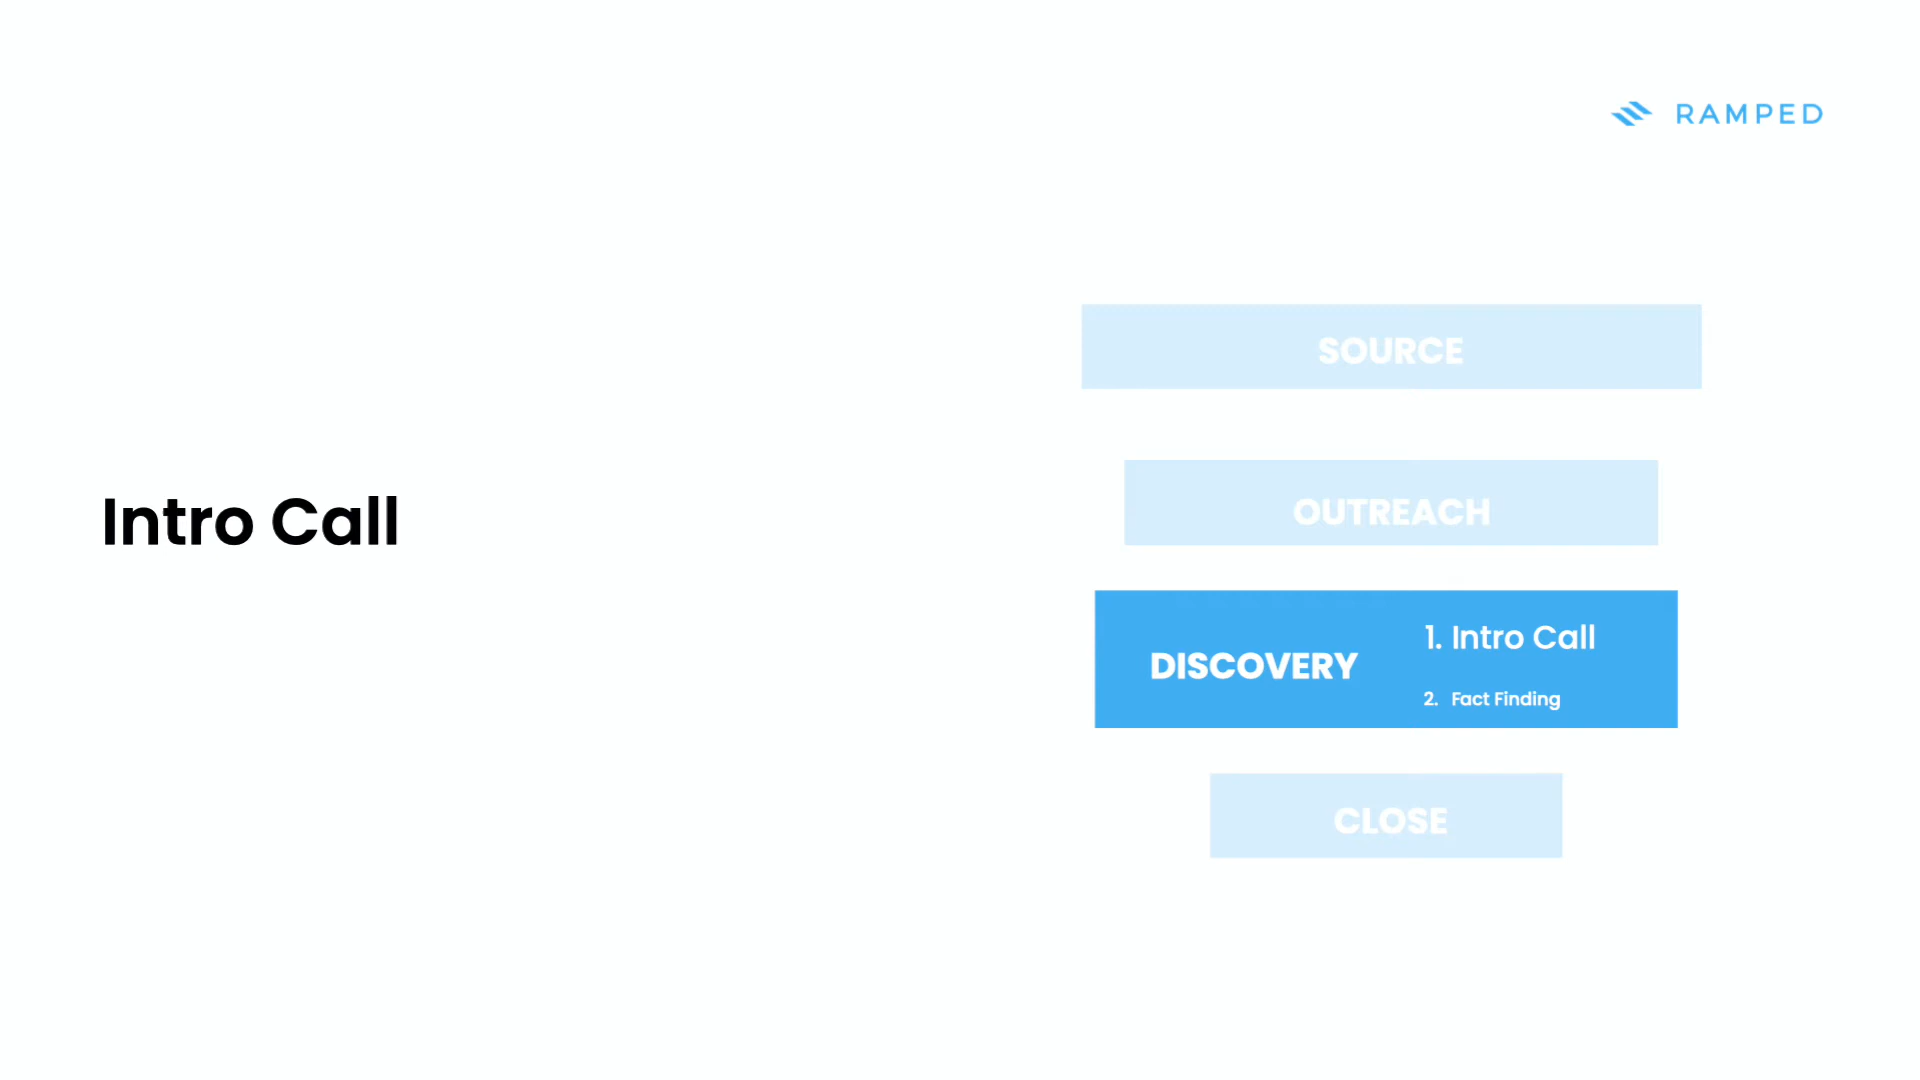 RAMPED
Intro Call
SOURCE
OUTREACH
DISCOVERY
1. Intro Call
2. Fact Finding
CLOSE